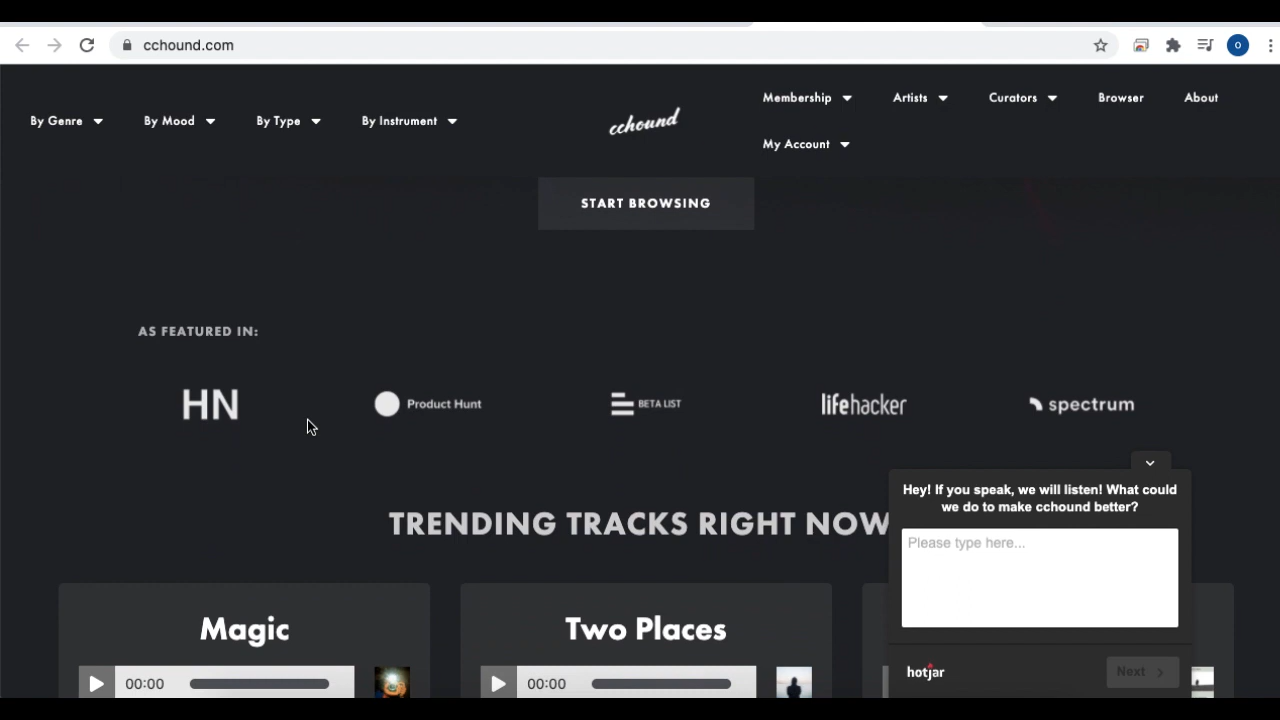 cchound.com
O
Membership
Artists
Curators
Browser
About
By Genre
By Mood
By Type
By Instrument
cchound
My Account
START BROWSING
AS FEATURED IN:
HN
Product Hunt
BETA LIST
lifehacker
spectrum
Hey! If you speak, we will listen! What could
we do to make cchound better?
Please type here...
TRENDING TRACKS RIGHT NOW
Magic
Two Places
hotjar
Next
00:00
00:00